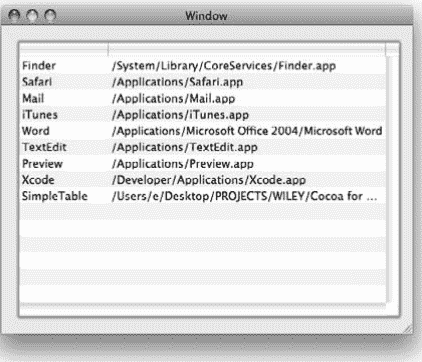 Window
Finder /System/Library/CoreServices/Finder.app
Safari /Applications/Safari.app
Mail /Applications/Mail.app
iTunes /Applications/iTunes.app
Word /Applications/Microsoft Office 2004/Microsoft Word
TextEdit /Applications/TextEdit.app
Preview /Applications/Preview.app
Xcode /Developer/Applications/Xcode.app
SimpleTable /Users/e/Desktop/PROJECTS/WILEY/Cocoa for ...